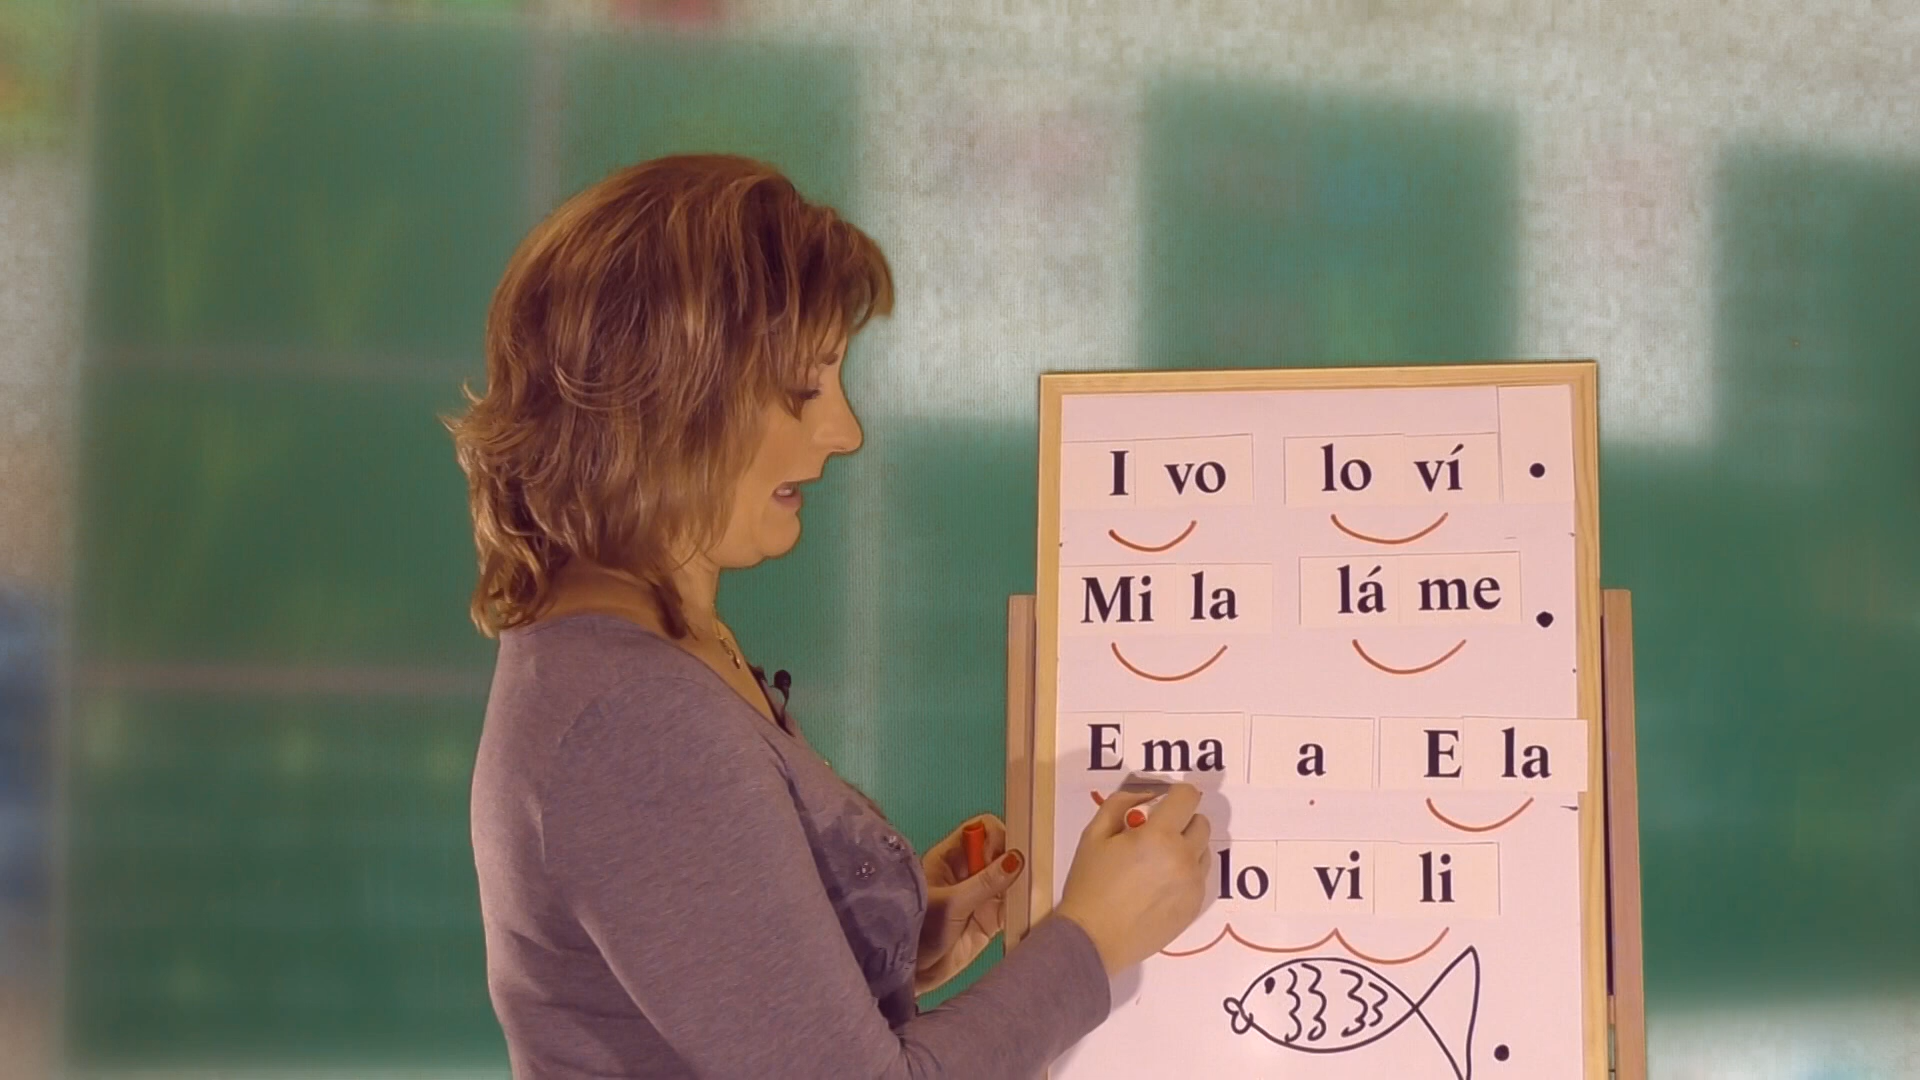 I vo lo ví .
Mi la lá me .
E ma a E la
lo vi li
.